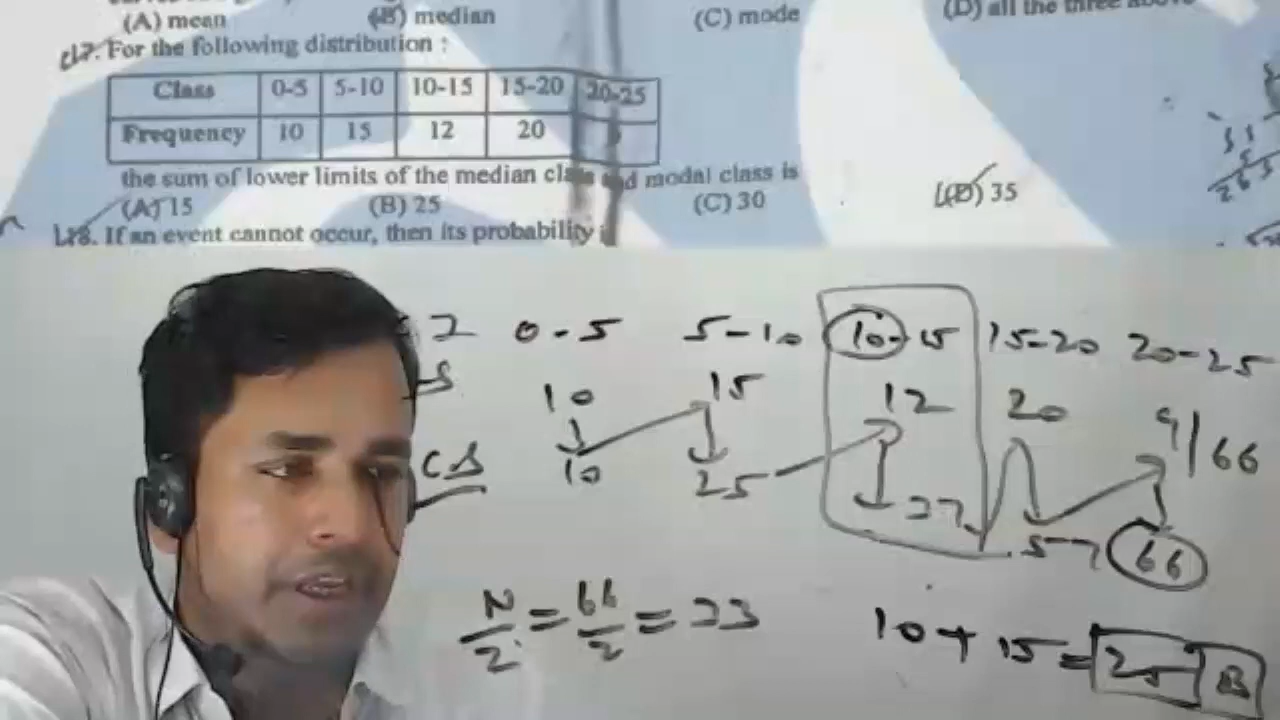 (A) mean (B) median (C) mode (D) all the three above
17. For the following distribution :
Class 0-5 5-10 10-15 15-20 20-25
Frequency 10 15 12 20
the sum of lower limits of the median class and modal class is
(A) 15 (B) 25 (C) 30 (D) 35
18. If an event cannot occur, then its probability i
0-5 5-10 10-15 15-20 20-25
10 15 12 20 9/66
10 25 37 57 66
N/2 = 66/2 = 33
10 + 15 = 25 B